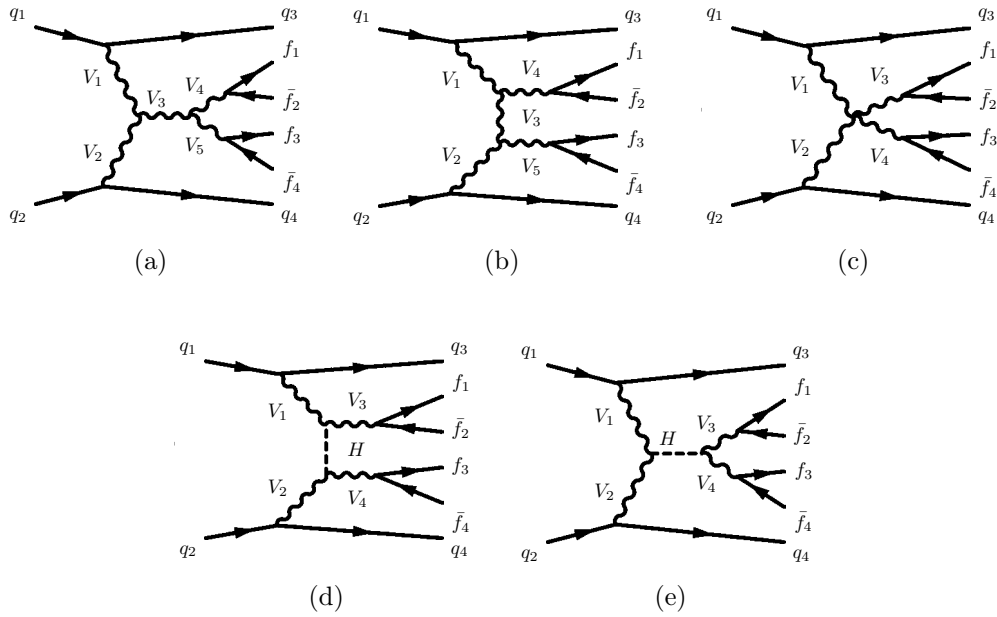 q₁ q₃ q₁ q₃ q₁ q₃
f₁ f₁ f₁
V₁ V₄ V₁ V₄ V₁ V₃
f̄₂ f̄₂ f̄₂
V₃ V₃
f₃ f₃ f₃
V₂ V₅ V₂ V₅ V₂ V₄
f̄₄ f̄₄ f̄₄
q₂ q₄ q₂ q₄ q₂ q₄
(a) (b) (c)
q₁ q₃ q₁ q₃
f₁ f₁
V₁ V₃ V₁ V₃
f̄₂ f̄₂
H H
f₃ f₃
V₂ V₄ V₂ V₄
f̄₄ f̄₄
q₂ q₄ q₂ q₄
(d) (e)